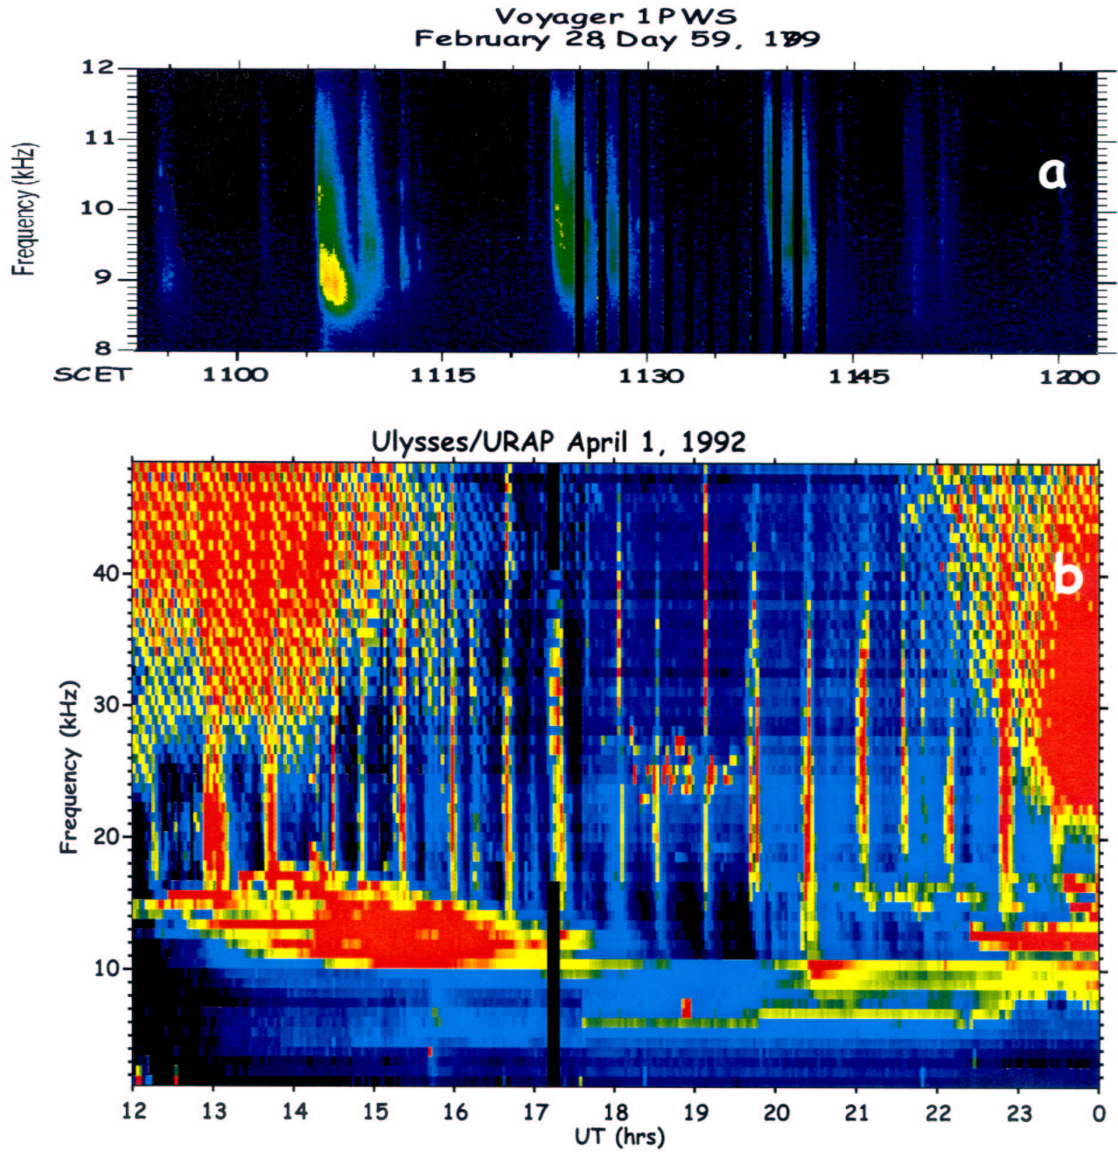 Voyager 1PWS
February 28, Day 59, 1979
12
11
10
9
8
Frequency (kHz)
a
SCET 1100 1115 1130 1145 1200
Ulysses/URAP April 1, 1992
40
30
20
10
Frequency (kHz)
b
12 13 14 15 16 17 18 19 20 21 22 23 0
UT (hrs)